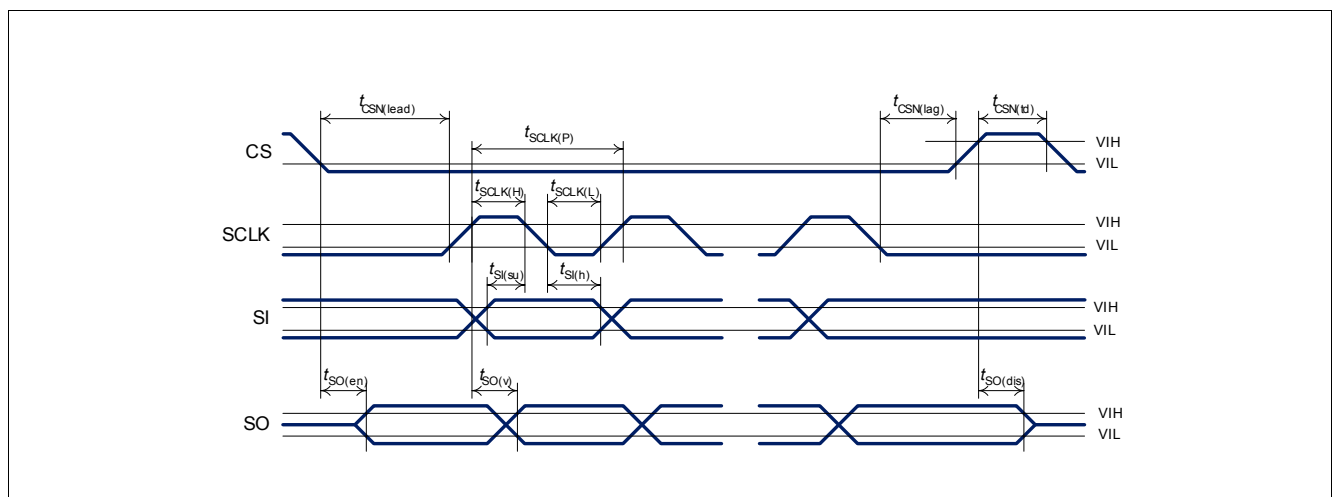 tCSN(lead)
tCSN(lag)
tCSN(td)
tSCLK(P)
CS
VIH
VIL
tSCLK(H)
tSCLK(L)
SCLK
VIH
VIL
tSI(su)
tSI(h)
SI
VIH
VIL
tSO(en)
tSO(v)
tSO(dis)
SO
VIH
VIL